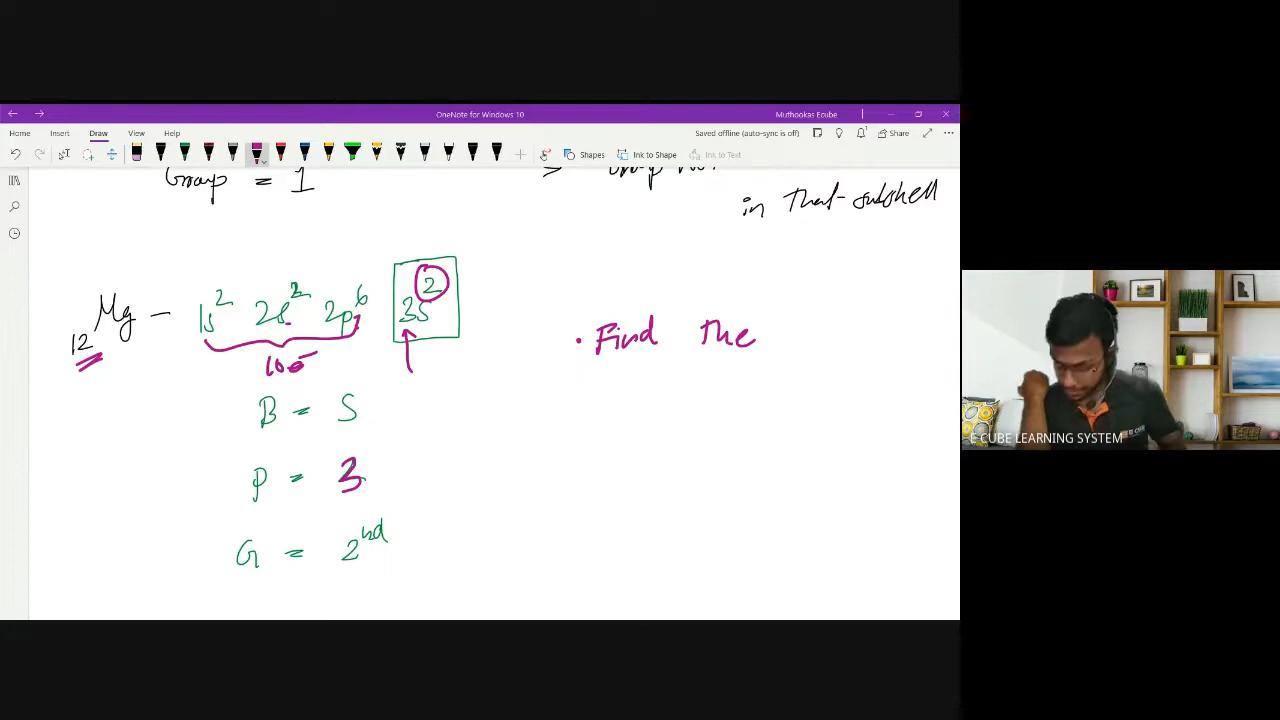 OneNote for Windows 10
Muthookas Ecube
Home Insert Draw View Help
Saved offline (auto-sync is off)
Share
Shapes
Ink to Shape
Ink to Text
Group = 1
in that subshell
12Mg – 1s² 2s² 2p⁶ 3s²
10e⁻
B = S
P = 3
G = 2nd
• Find The
E CUBE LEARNING SYSTEM